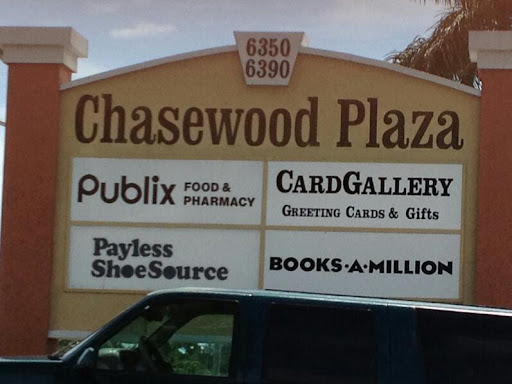 6350
6390
Chasewood Plaza
Publix FOOD &
PHARMACY
CARDGALLERY
GREETING CARDS & GIFTS
Payless
ShoeSource
BOOKS·A·MILLION